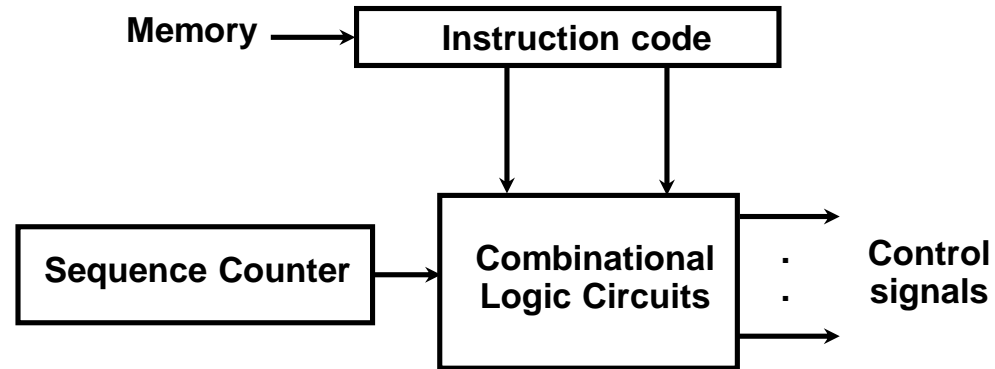 Memory
Instruction code
Sequence Counter
Combinational
Logic Circuits
.
.
Control
signals